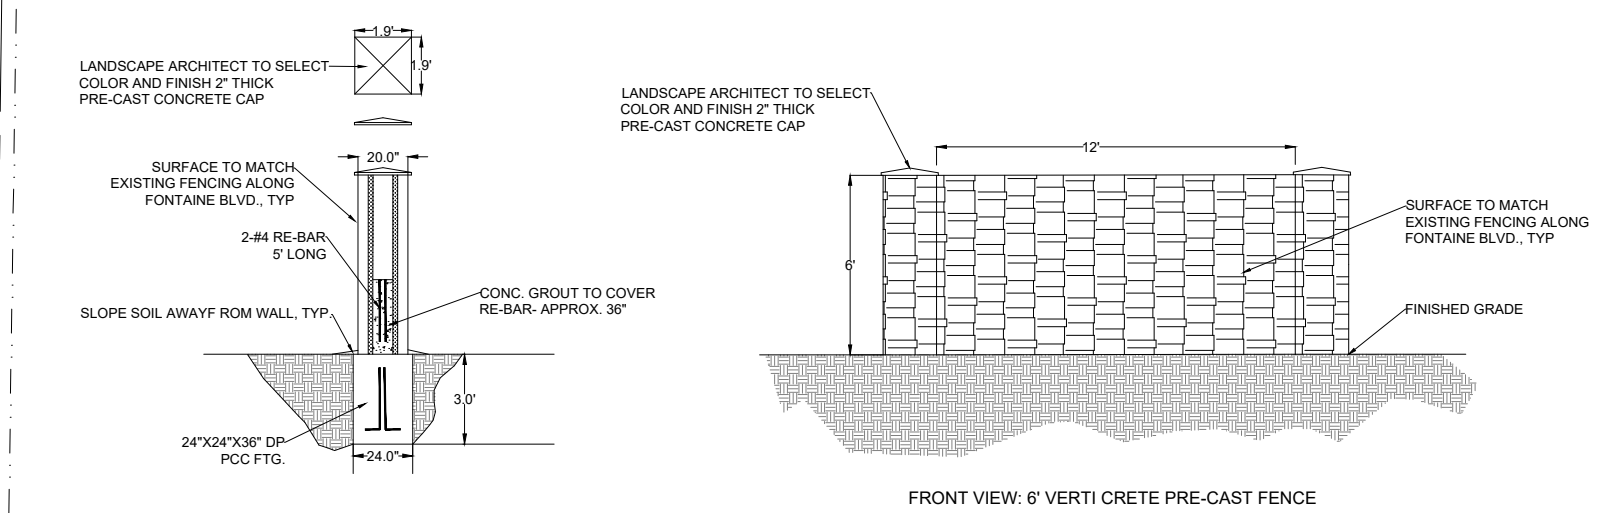 1.9'
1.9'
LANDSCAPE ARCHITECT TO SELECT
COLOR AND FINISH 2" THICK
PRE-CAST CONCRETE CAP
20.0"
SURFACE TO MATCH
EXISTING FENCING ALONG
FONTAINE BLVD., TYP
2-#4 RE-BAR
5' LONG
CONC. GROUT TO COVER
RE-BAR- APPROX. 36"
SLOPE SOIL AWAYF ROM WALL, TYP.
3.0'
24"X24"X36" DP
PCC FTG.
24.0"
LANDSCAPE ARCHITECT TO SELECT
COLOR AND FINISH 2" THICK
PRE-CAST CONCRETE CAP
12'
6'
SURFACE TO MATCH
EXISTING FENCING ALONG
FONTAINE BLVD., TYP
FINISHED GRADE
FRONT VIEW: 6' VERTI CRETE PRE-CAST FENCE